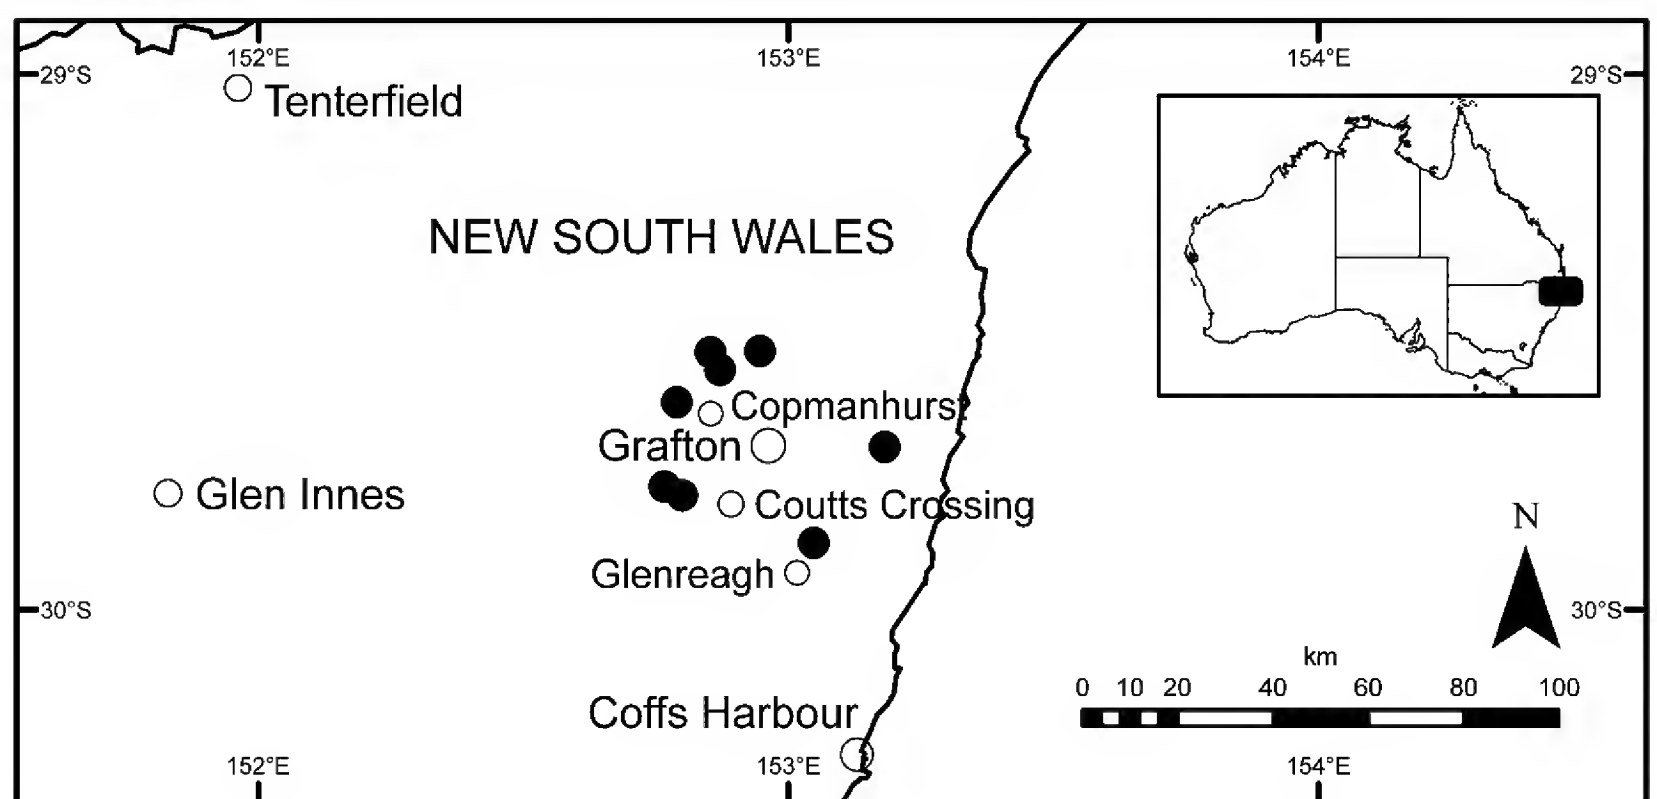 152°E 153°E 154°E
29°S 29°S
Tenterfield
NEW SOUTH WALES
Copmanhurst
Grafton
Glen Innes
Coutts Crossing
N
Glenreagh
30°S 30°S
km
0 10 20 40 60 80 100
Coffs Harbour
152°E 153°E 154°E